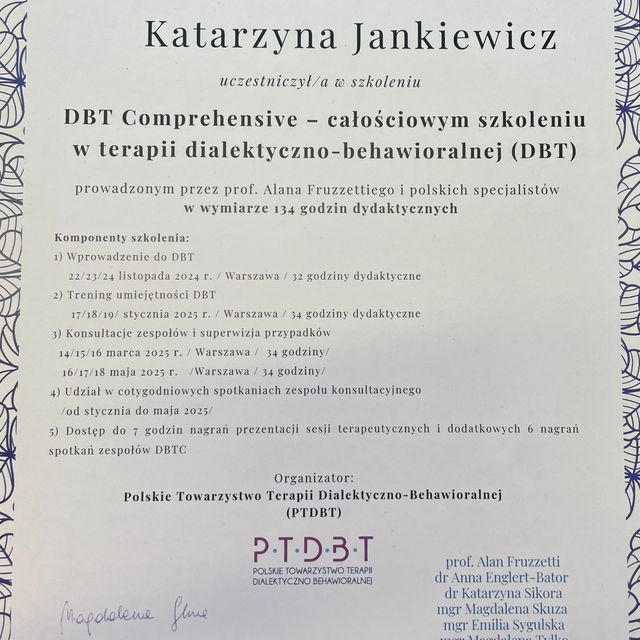 Katarzyna Jankiewicz
uczestniczył/a w szkoleniu
DBT Comprehensive – całościowym szkoleniu
w terapii dialektyczno-behawioralnej (DBT)
prowadzonym przez prof. Alana Fruzzettiego i polskich specjalistów
w wymiarze 134 godzin dydaktycznych
Komponenty szkolenia:
1) Wprowadzenie do DBT
22/23/24 listopada 2024 r. / Warszawa / 32 godziny dydaktyczne
2) Trening umiejętności DBT
17/18/19/ stycznia 2025 r. / Warszawa / 34 godziny dydaktyczne
3) Konsultacje zespołów i superwizja przypadków
14/15/16 marca 2025 r. / Warszawa / 34 godziny/
16/17/18 maja 2025 r. /Warszawa / 34 godziny/
4) Udział w cotygodniowych spotkaniach zespołu konsultacyjnego
/od stycznia do maja 2025/
5) Dostęp do 7 godzin nagrań prezentacji sesji terapeutycznych i dodatkowych 6 nagrań
spotkań zespołów DBTC
Organizator:
Polskie Towarzystwo Terapii Dialektyczno-Behawioralnej
(PTDBT)
P·T·D·B·T
POLSKIE TOWARZYSTWO TERAPII
DIALEKTYCZNO BEHAWIORALNEJ
prof. Alan Fruzzetti
dr Anna Englert-Bator
dr Katarzyna Sikora
mgr Magdalena Skuza
mgr Emilia Sygulska
Magdalena